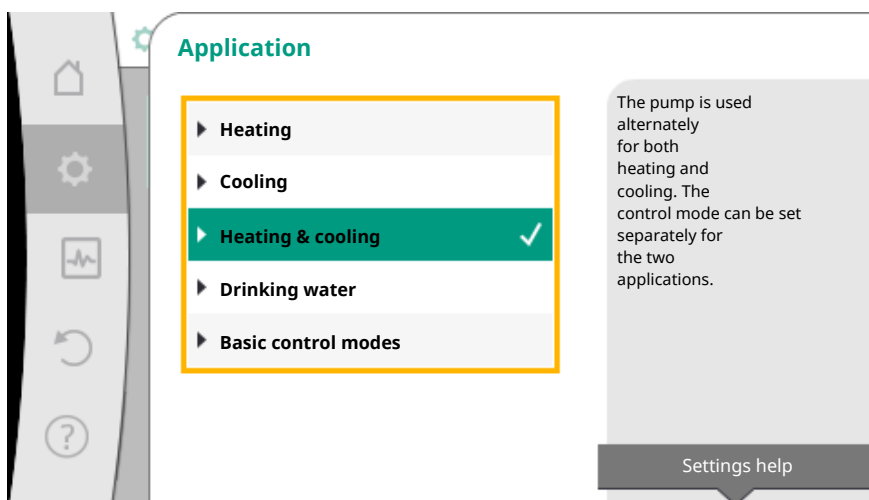 Application
Heating
Cooling
Heating & cooling
Drinking water
Basic control modes
The pump is used
alternately
for both
heating and
cooling. The
control mode can be set
separately for
the two
applications.
Settings help
?